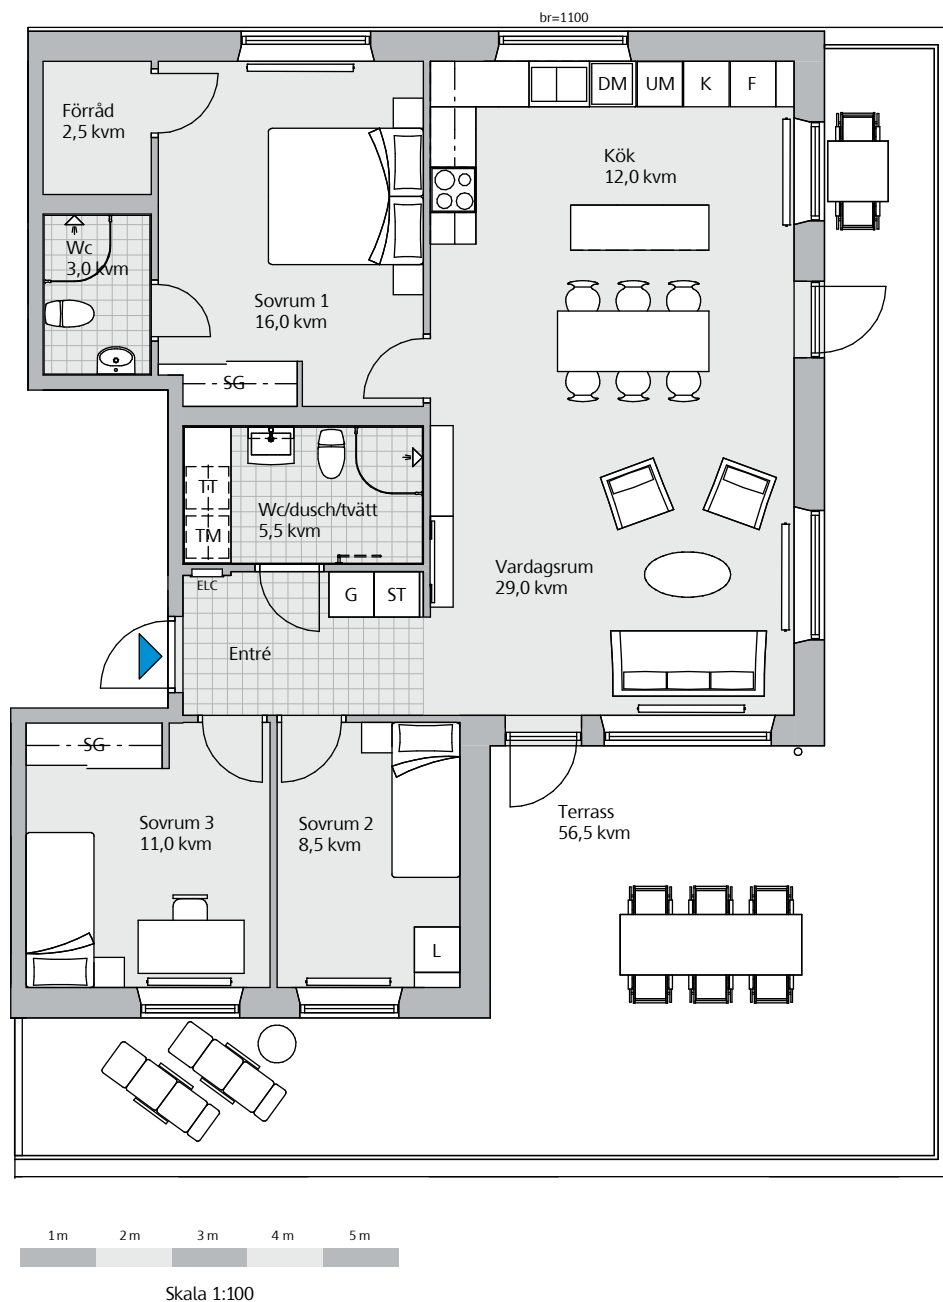 br=1100
Förråd
2,5 kvm
DM
UM
K
F
Kök
12,0 kvm
Wc
3,0 kvm
Sovrum 1
16,0 kvm
SG
TT
TM
Wc/dusch/tvätt
5,5 kvm
Vardagsrum
29,0 kvm
ELC
G
ST
Entré
SG
Sovrum 3
11,0 kvm
Sovrum 2
8,5 kvm
Terrass
56,5 kvm
L
1 m
2 m
3 m
4 m
5 m
Skala 1:100